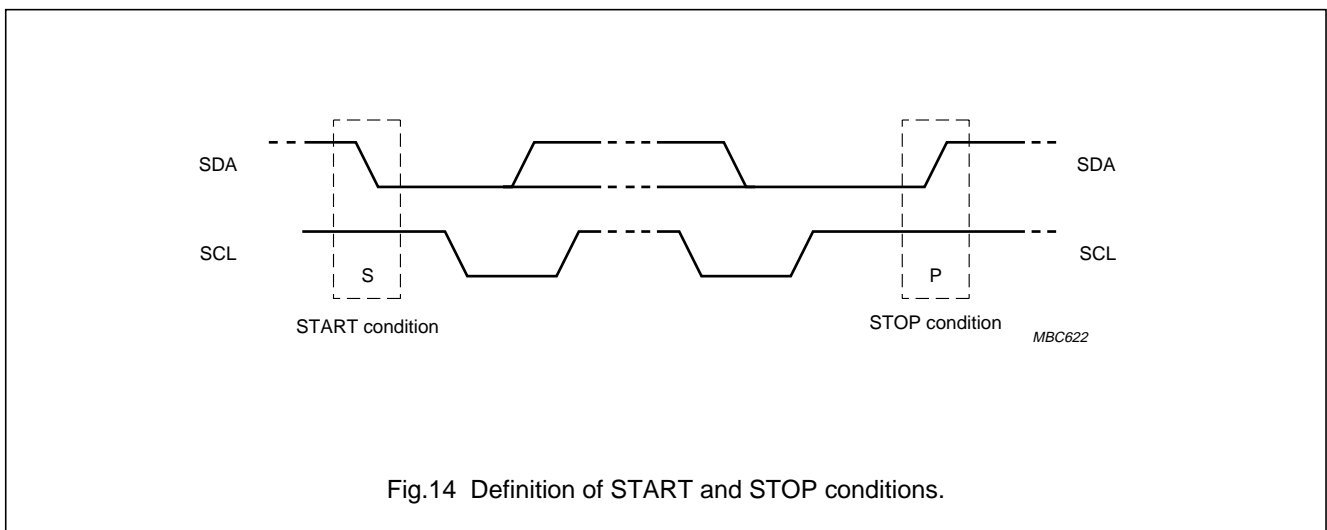 SDA
SDA
SCL
SCL
S
P
START condition
STOP condition
MBC622
Fig.14 Definition of START and STOP conditions.